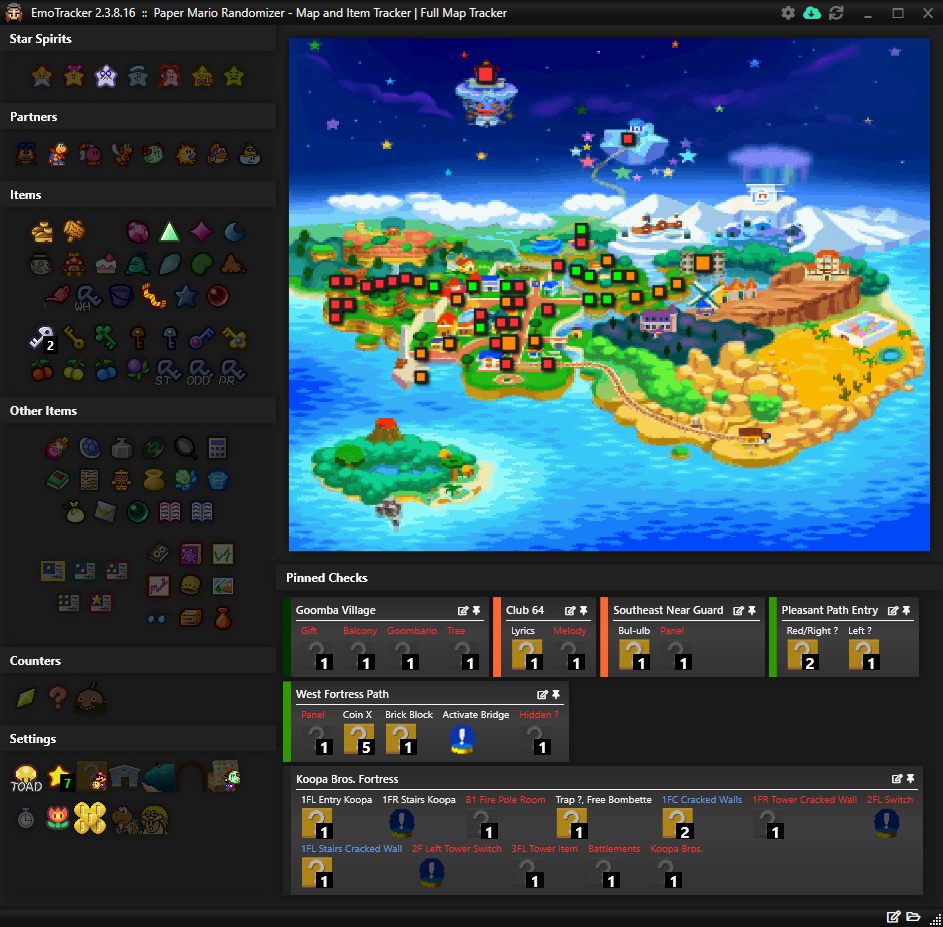 EmoTracker 2.3.8.16 :: Paper Mario Randomizer - Map and Item Tracker | Full Map Tracker
Star Spirits
Partners
Items
WH
2
ST ODD PR
Other Items
Counters
Settings
TOAD 7
Pinned Checks
Goomba Village Club 64 Southeast Near Guard Pleasant Path Entry
Gift Balcony Goombario Tree Lyrics Melody Bul-ulb Panel Red/Right ? Left ?
1 1 1 1 1 1 1 1 2 1
West Fortress Path
Panel Coin X Brick Block Activate Bridge Hidden ?
1 5 1 1
Koopa Bros. Fortress
1FL Entry Koopa 1FR Stairs Koopa B1 Fire Pole Room Trap ?, Free Bombette 1FC Cracked Walls 1FR Tower Cracked Wall 2FL Switch
1 1 1 2 1
1FL Stairs Cracked Wall 2F Left Tower Switch 3FL Tower Item Battlements Koopa Bros.
1 1 1 1